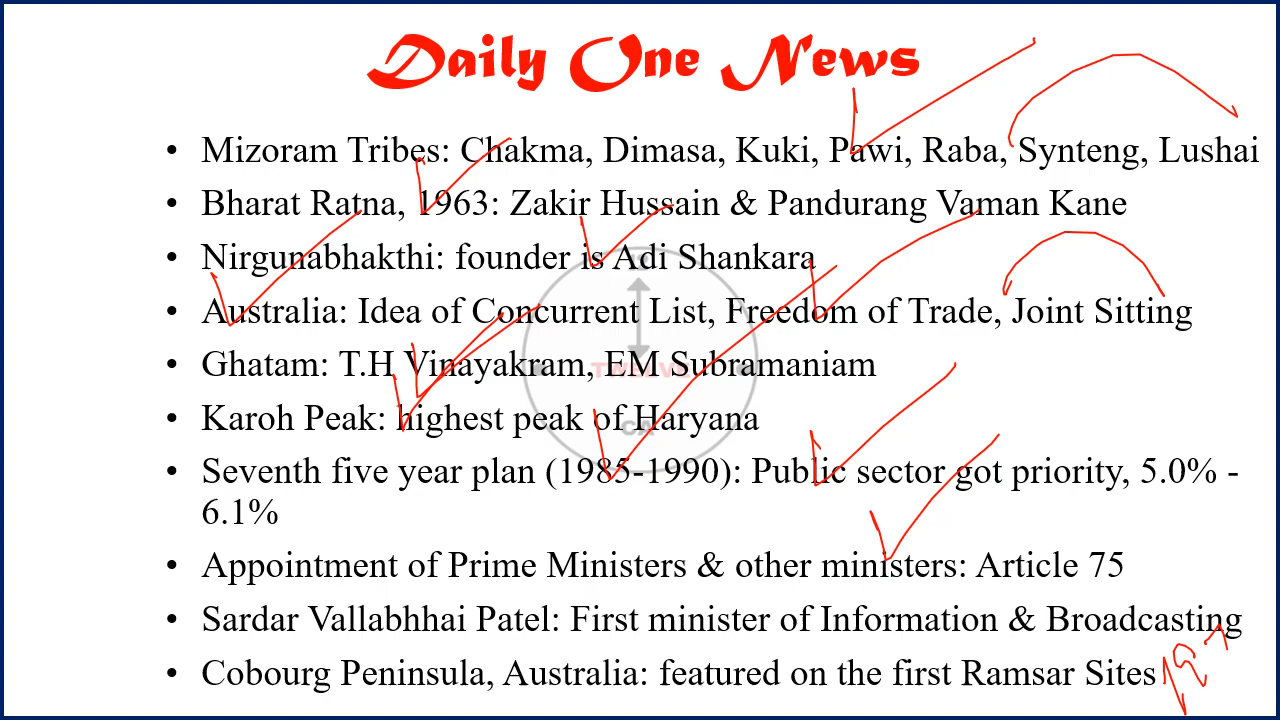 Daily One News
• Mizoram Tribes: Chakma, Dimasa, Kuki, Pawi, Raba, Synteng, Lushai
• Bharat Ratna, 1963: Zakir Hussain & Pandurang Vaman Kane
• Nirgunabhakthi: founder is Adi Shankara
• Australia: Idea of Concurrent List, Freedom of Trade, Joint Sitting
• Ghatam: T.H Vinayakram, EM Subramaniam
• Karoh Peak: highest peak of Haryana
• Seventh five year plan (1985-1990): Public sector got priority, 5.0% -
6.1%
• Appointment of Prime Ministers & other ministers: Article 75
• Sardar Vallabhhai Patel: First minister of Information & Broadcasting
• Cobourg Peninsula, Australia: featured on the first Ramsar Sites
TWELVE
CA